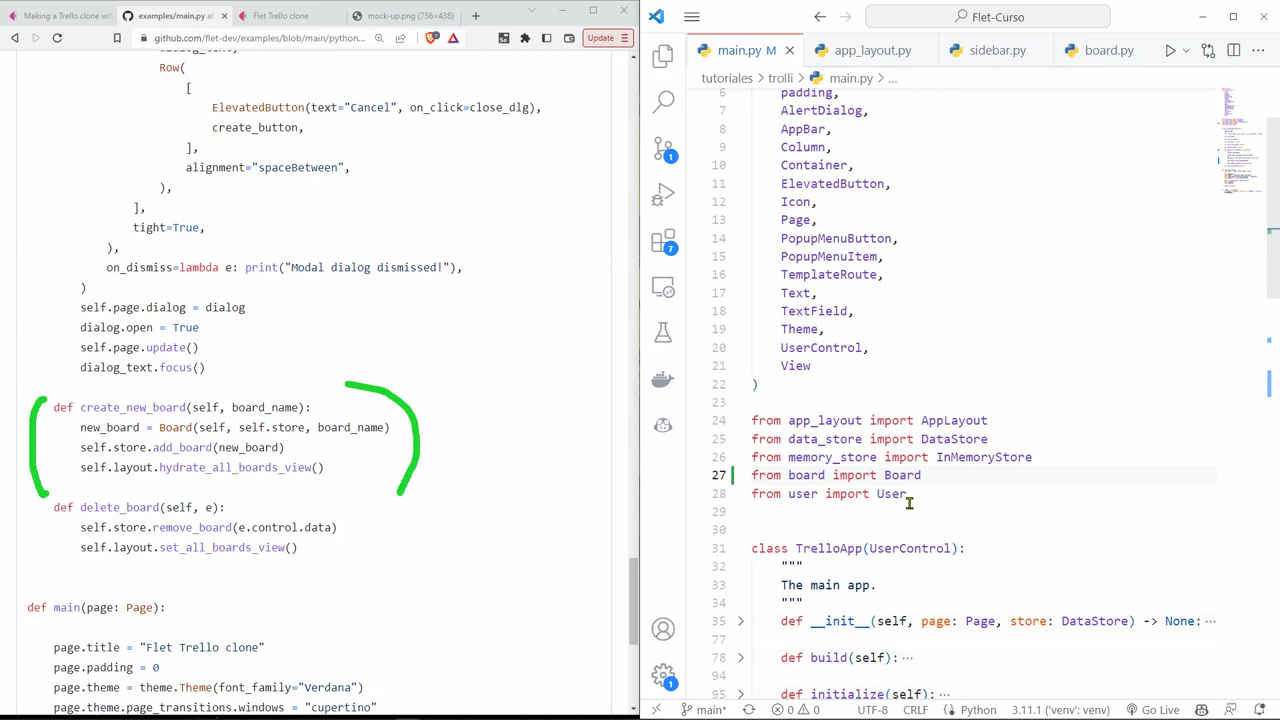 Making a Trello clone with
examples/main.py at
Trello clone
mock-up.png (756×438)
github.com/flet-dev/examples/blob/main/python...
Update
Row(
[
ElevatedButton(text="Cancel", on_click=close_dlg),
create_button,
],
alignment="spaceBetween",
),
],
tight=True,
),
on_dismiss=lambda e: print("Modal dialog dismissed!"),
)
self.page.dialog = dialog
dialog.open = True
self.page.update()
log_text.focus()
def create_new_board(self, board_name):
new_board = Board(self, self.store, board_name)
self.store.add_board(new_board)
self.layout.hydrate_all_boards_view()
def delete_board(self, e):
self.store.remove_board(e.control.data)
self.layout.set_all_boards_view()
def main(page: Page):
page.title = "Flet Trello clone"
page.padding = 0
page.theme = theme.Theme(font_family="Verdana")
page.theme.page_transitions.windows = "cupertino"
Flet-Curso
main.py M
app_layout.py
sidebar.py
board.py
tutoriales > trolli > main.py > ...
6 padding,
7 AlertDialog,
8 AppBar,
9 Column,
10 Container,
11 ElevatedButton,
12 Icon,
13 Page,
14 PopupMenuButton,
15 PopupMenuItem,
16 TemplateRoute,
17 Text,
18 TextField,
19 Theme,
20 UserControl,
21 View
22 )
23
24 from app_layout import AppLayout
25 from data_store import DataStore
26 from memory_store import InMemoryStore
27 from board import Board
28 from user import User
29
30
31 class TrelloApp(UserControl):
32 """
33 The main app.
34 """
35 def __init__(self, page: Page, store: DataStore) -> None: ...
77
78 def build(self): ...
94
95 def initialize(self): ...
1
7
1
main*
0 0
UTF-8
CRLF
Python
3.11.1 ('venv': venv)
Go Live